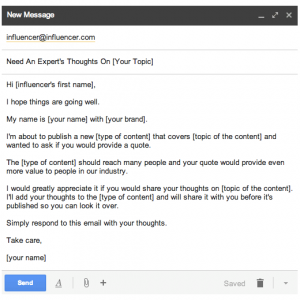 New Message
influencer@influencer.com
Need An Expert's Thoughts On [Your Topic]
Hi [influencer's first name],
I hope things are going well.
My name is [your name] with [your brand].
I'm about to publish a new [type of content] that covers [topic of the content] and
wanted to ask if you would provide a quote.
The [type of content] should reach many people and your quote would provide even
more value to people in our industry.
I would greatly appreciate it if you would share your thoughts on [topic of the content].
I'll add your thoughts to the [type of content] and will share it with you before it's
published so you can look it over.
Simply respond to this email with your thoughts.
Take care,
[your name]
Send
A
Saved